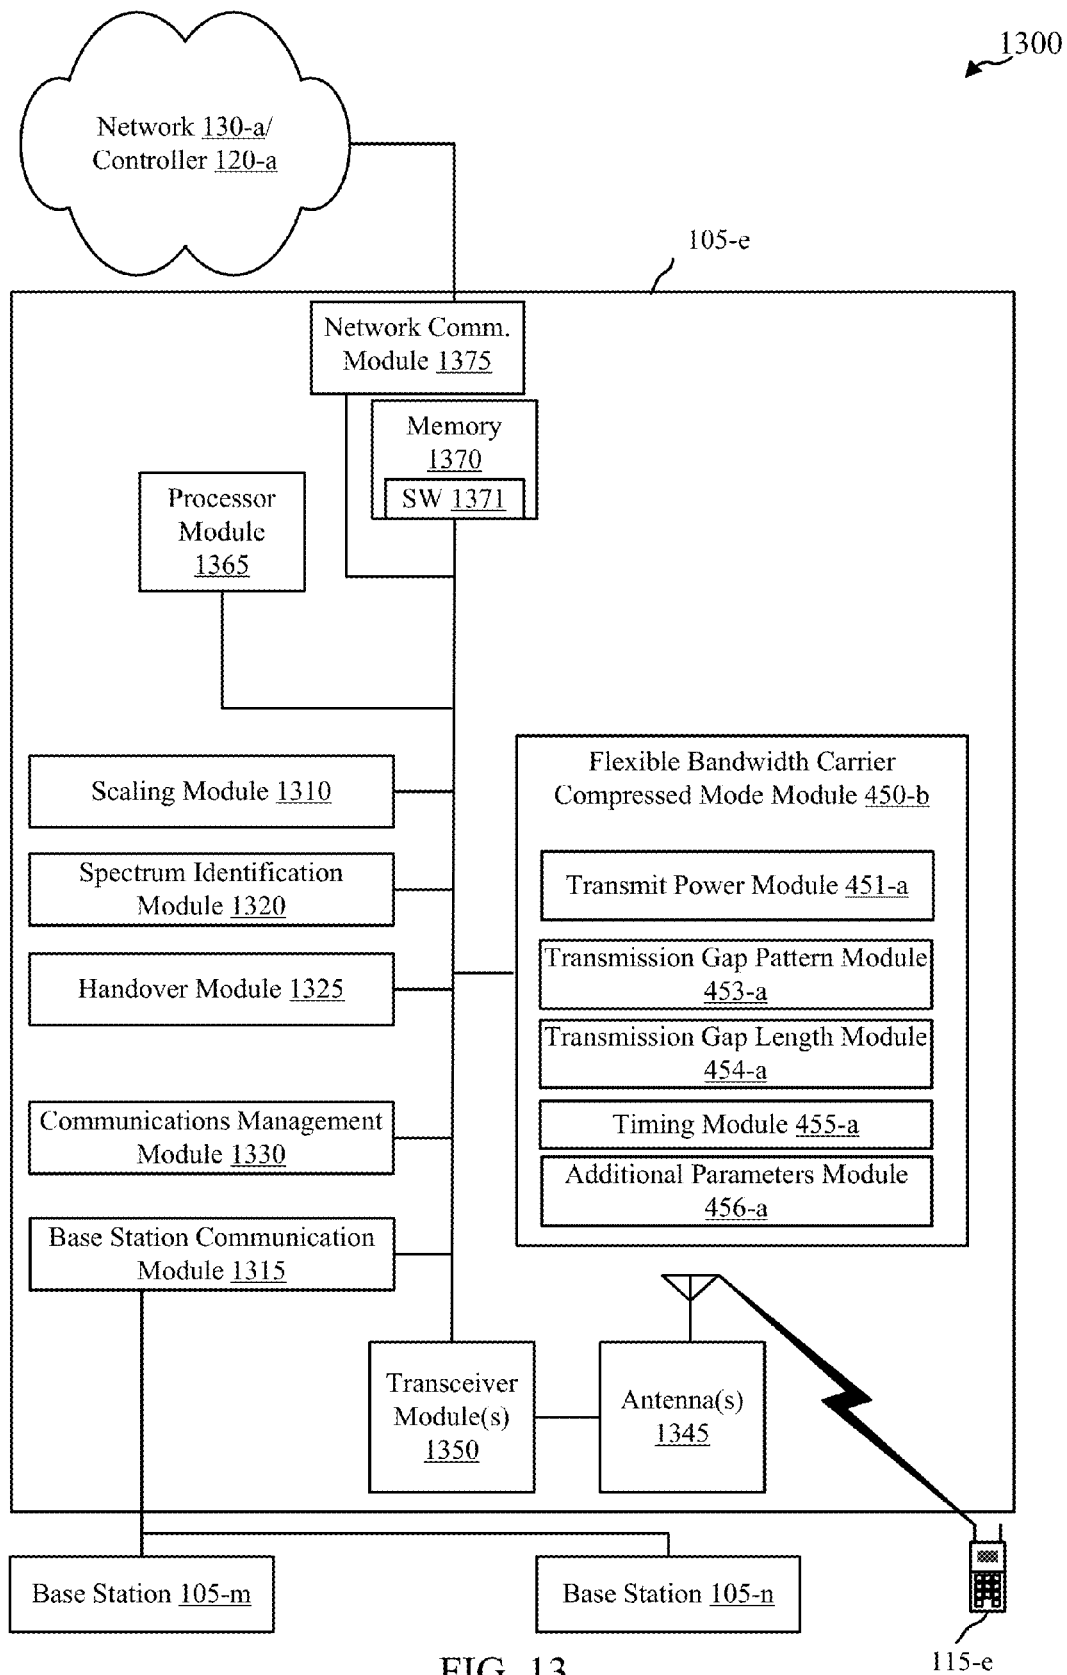 1300
Network 130-a/
Controller 120-a
105-e
Network Comm.
Module 1375
Memory
1370
SW 1371
Processor
Module
1365
Scaling Module 1310
Spectrum Identification
Module 1320
Handover Module 1325
Communications Management
Module 1330
Base Station Communication
Module 1315
Flexible Bandwidth Carrier
Compressed Mode Module 450-b
Transmit Power Module 451-a
Transmission Gap Pattern Module
453-a
Transmission Gap Length Module
454-a
Timing Module 455-a
Additional Parameters Module
456-a
Transceiver
Module(s)
1350
Antenna(s)
1345
Base Station 105-m
Base Station 105-n
115-e
FIG. 13